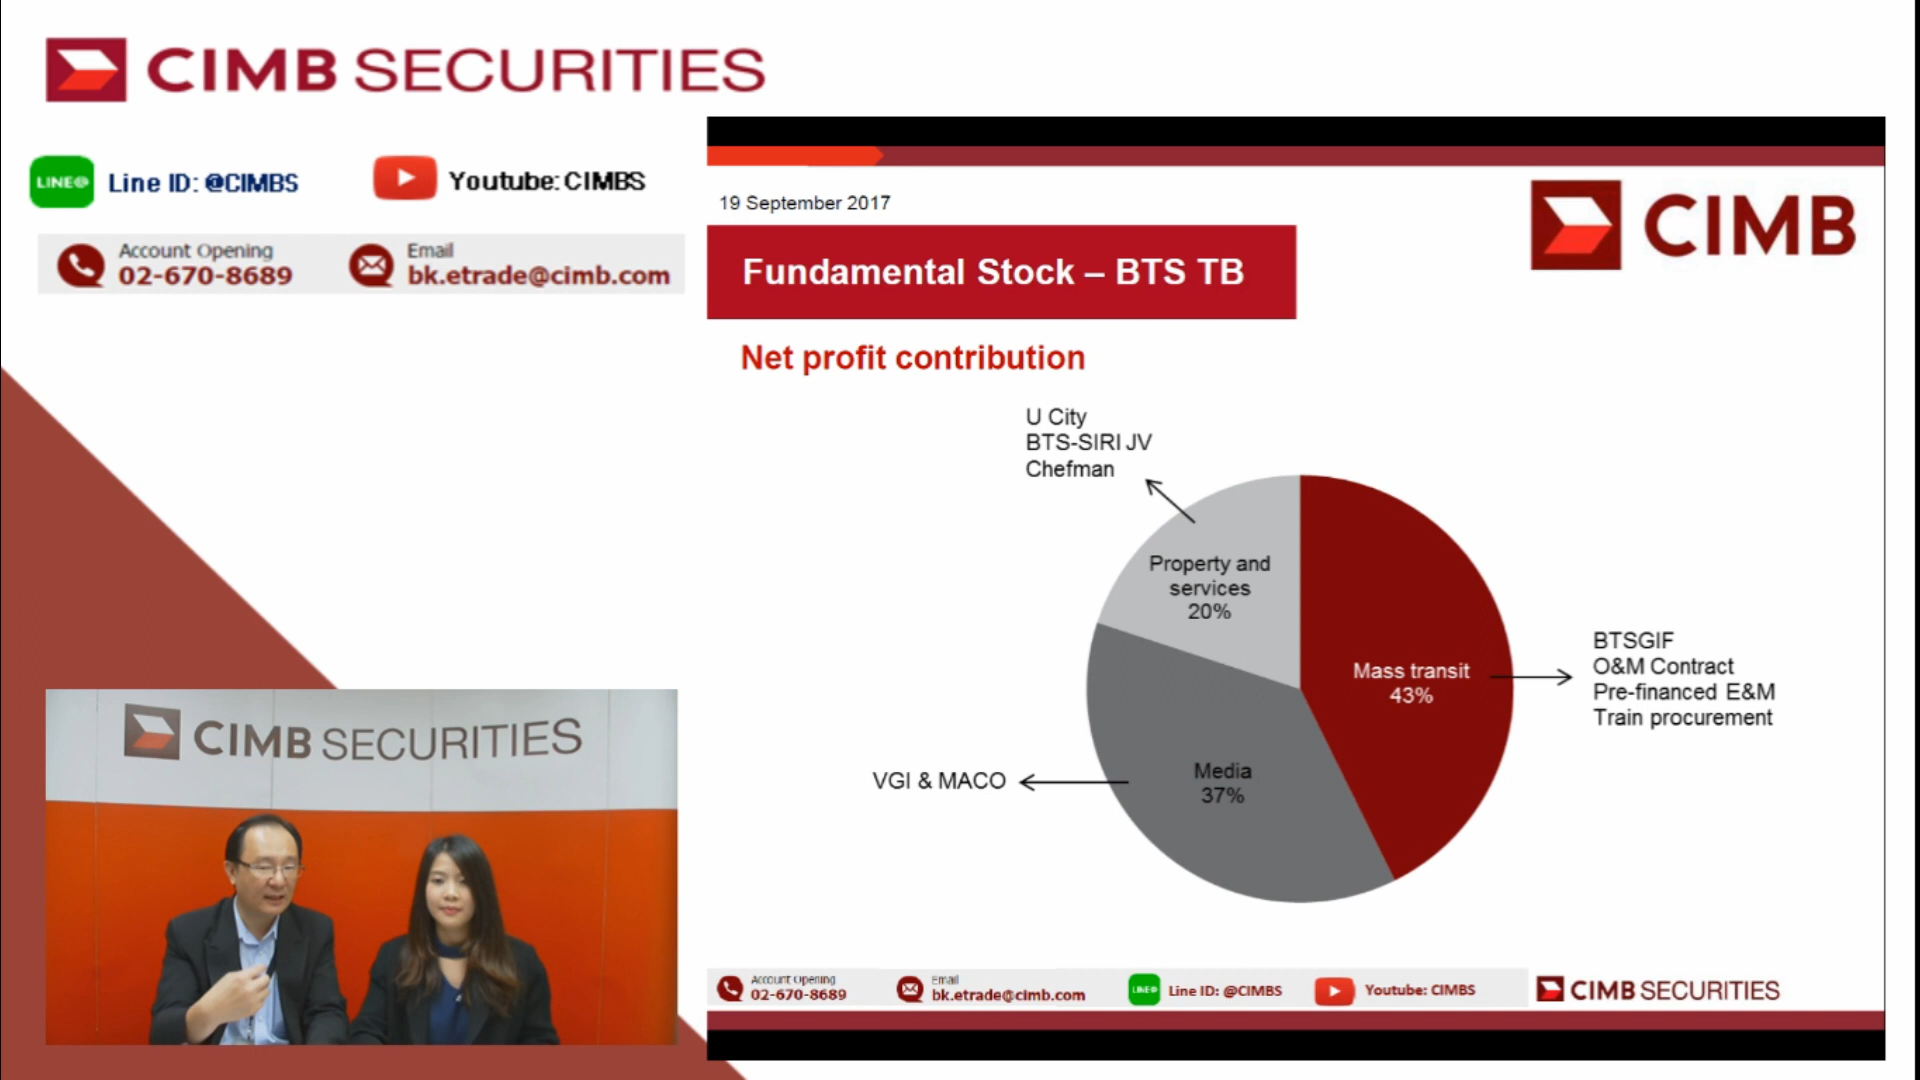 CIMB SECURITIES
LINE@ Line ID: @CIMBS
Youtube: CIMBS
Account Opening
02-670-8689
Email
bk.etrade@cimb.com
19 September 2017
CIMB
Fundamental Stock – BTS TB
Net profit contribution
U City
BTS-SIRI JV
Chefman
Property and
services
20%
Mass transit
43%
BTSGIF
O&M Contract
Pre-financed E&M
Train procurement
Media
37%
VGI & MACO
CIMB SECURITIES
Account Opening
02-670-8689
Email
bk.etrade@cimb.com
LINE@ Line ID: @CIMBS
Youtube: CIMBS
CIMB SECURITIES